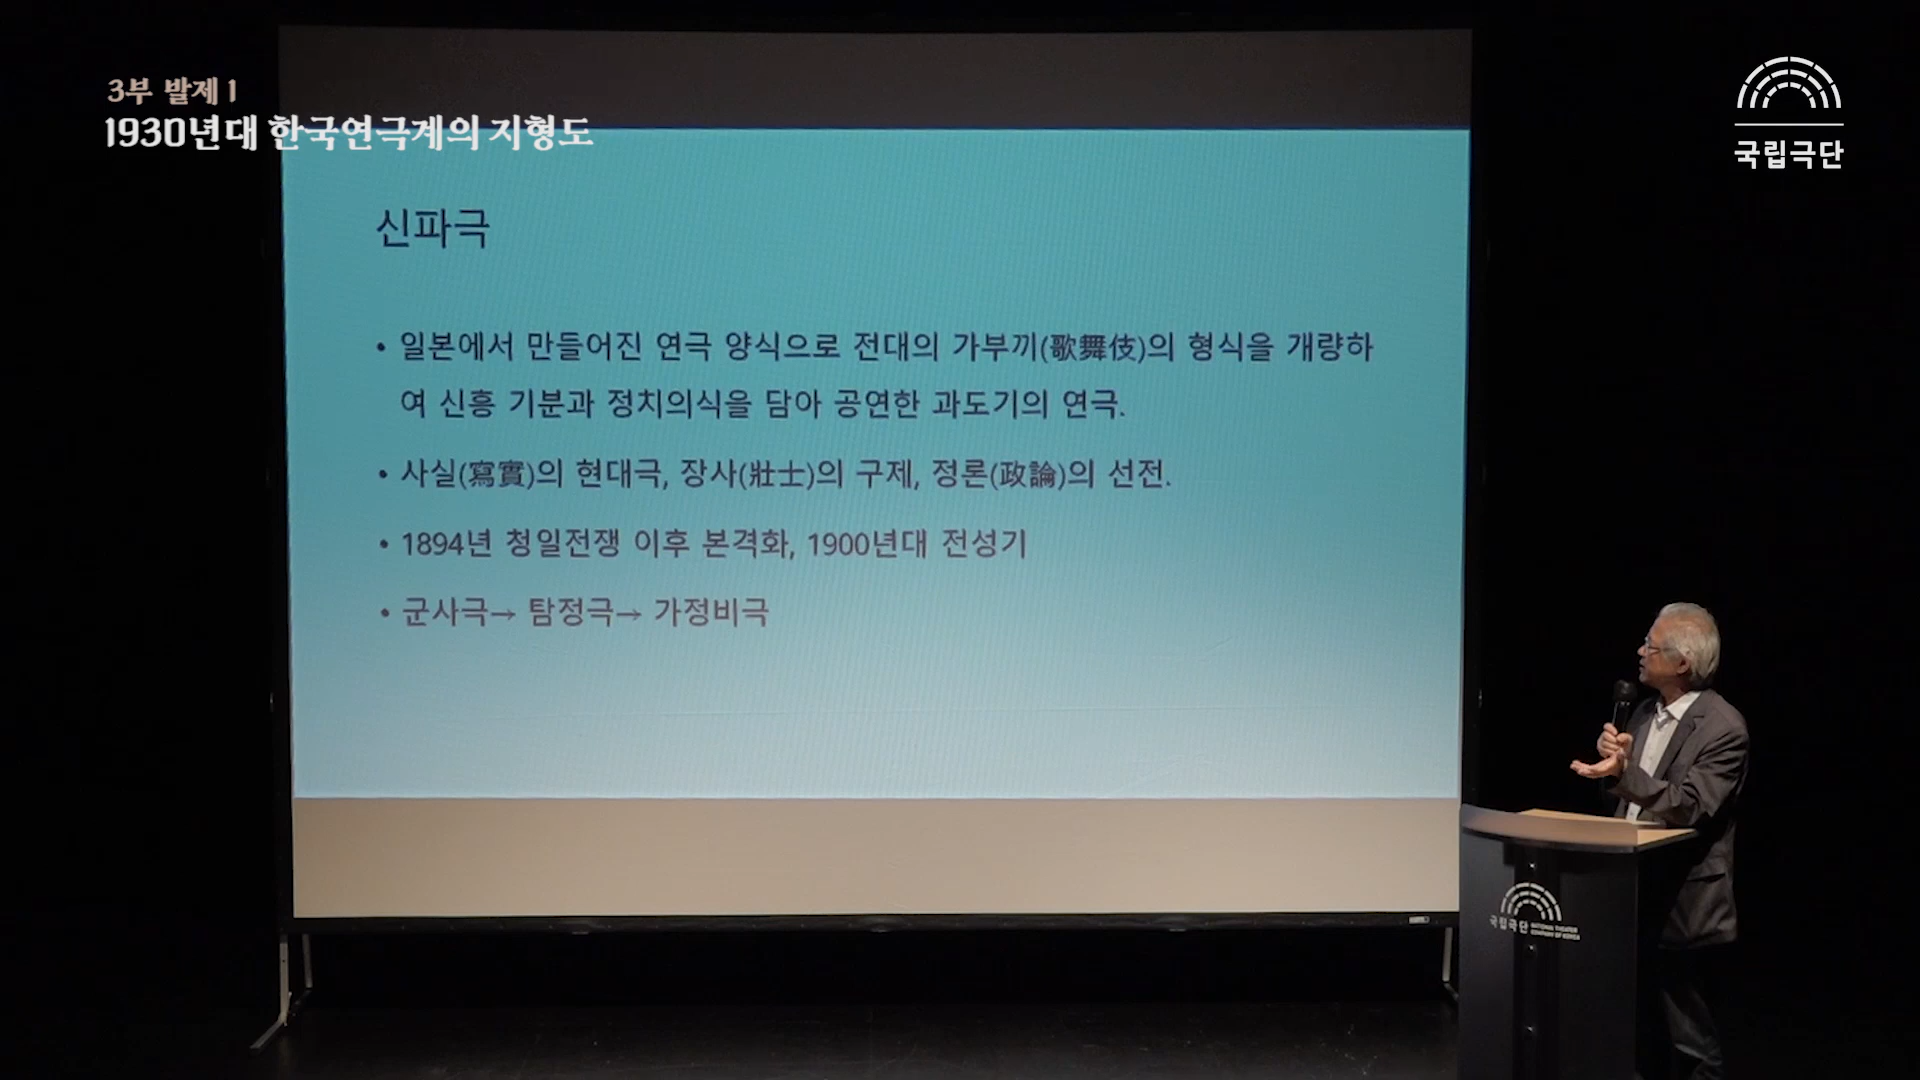 3부 발제 1
1930년대 한국연극계의 지형도
국립극단
신파극
• 일본에서 만들어진 연극 양식으로 전대의 가부끼(歌舞伎)의 형식을 개량하
여 신흥 기분과 정치의식을 담아 공연한 과도기의 연극.
• 사실(寫實)의 현대극, 장사(壯士)의 구제, 정론(政論)의 선전.
• 1894년 청일전쟁 이후 본격화, 1900년대 전성기
• 군사극→ 탐정극→ 가정비극
국립극단 NATIONAL THEATER
COMPANY OF KOREA